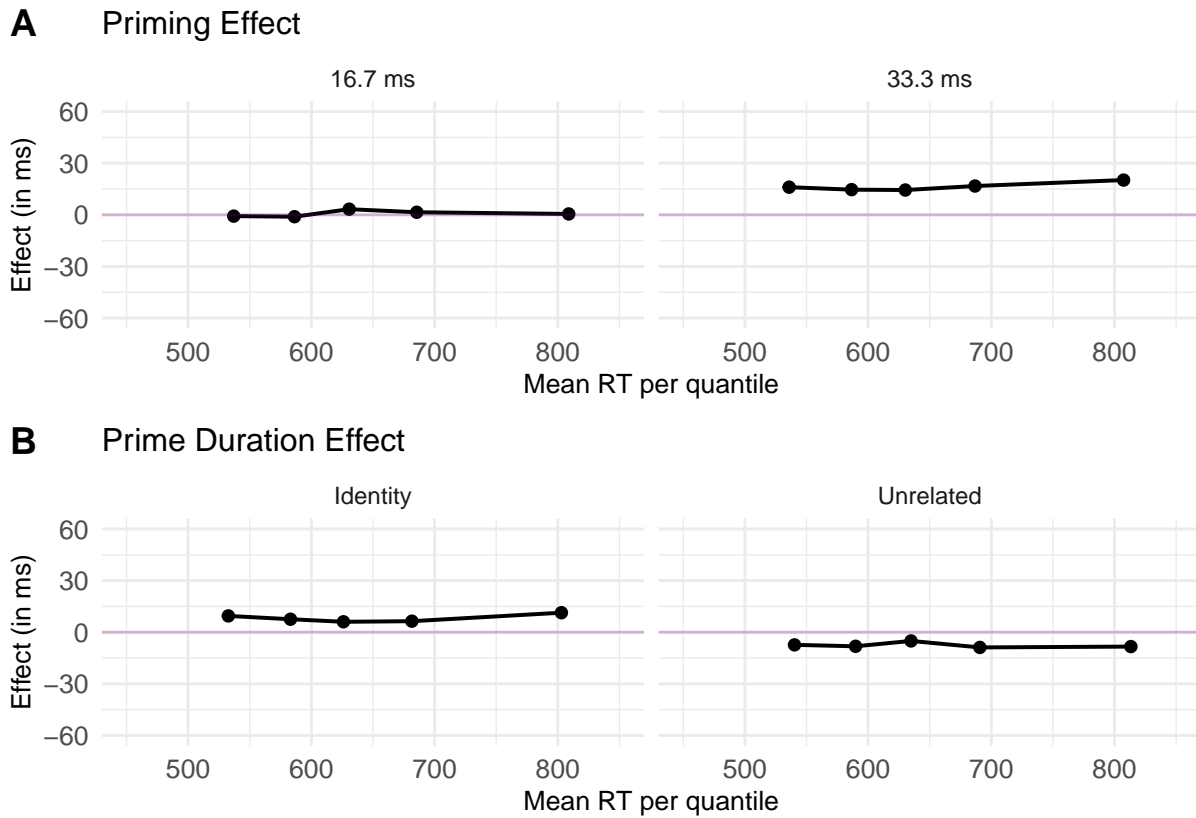 A Priming Effect
16.7 ms 33.3 ms
60
30
0
−30
−60
Effect (in ms)
500 600 700 800 500 600 700 800
Mean RT per quantile
B Prime Duration Effect
Identity Unrelated
60
30
0
−30
−60
Effect (in ms)
500 600 700 800 500 600 700 800
Mean RT per quantile